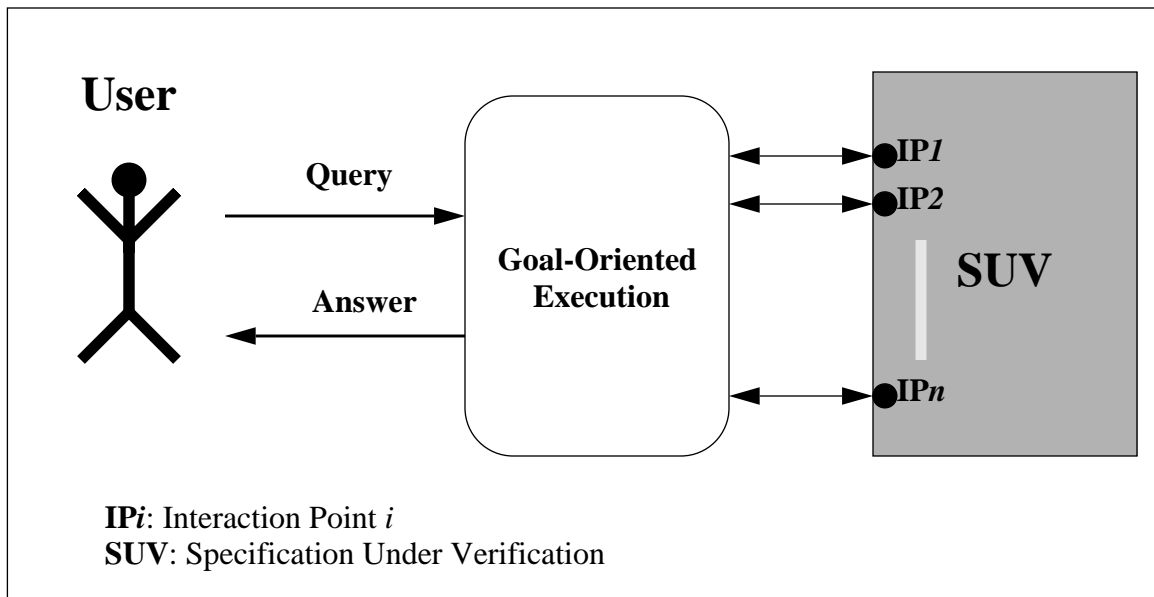 User
Query
Answer
Goal-Oriented
Execution
IP1
IP2
SUV
IPn
IPi: Interaction Point i
SUV: Specification Under Verification